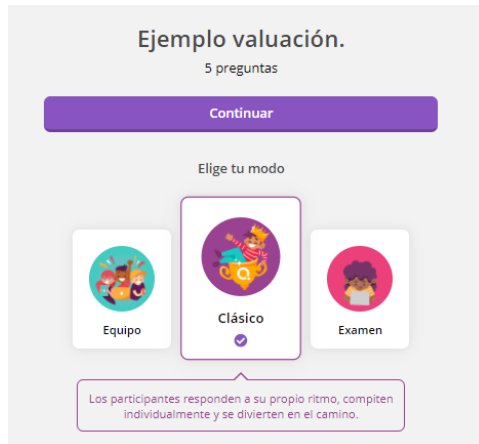 Ejemplo valuación.
5 preguntas
Continuar
Elige tu modo
Equipo
Clásico
Examen
Los participantes responden a su propio ritmo, compiten
individualmente y se divierten en el camino.